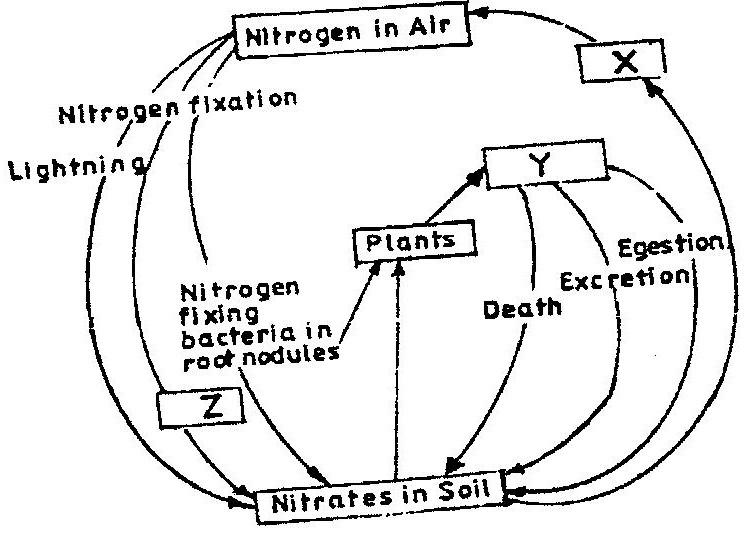 Nitrogen in Air
X
Nitrogen fixation
Lightning
Y
Plants
Egestion
Excretion
Death
Nitrogen
fixing
bacteria in
root nodules
Z
Nitrates in Soil